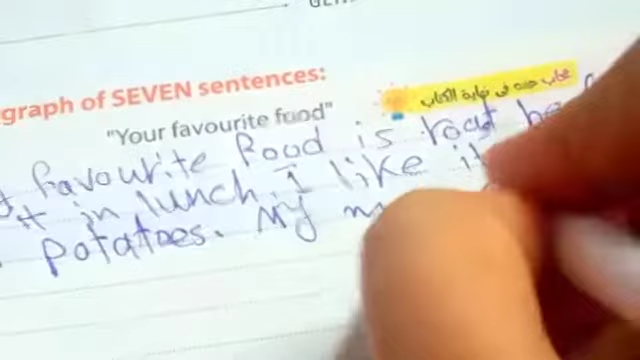 graph of SEVEN sentences:
"Your favourite food"
مجاب عنه في نهاية الكتاب
favourite food is roast be
it in lunch. I like it
potatoes. My m